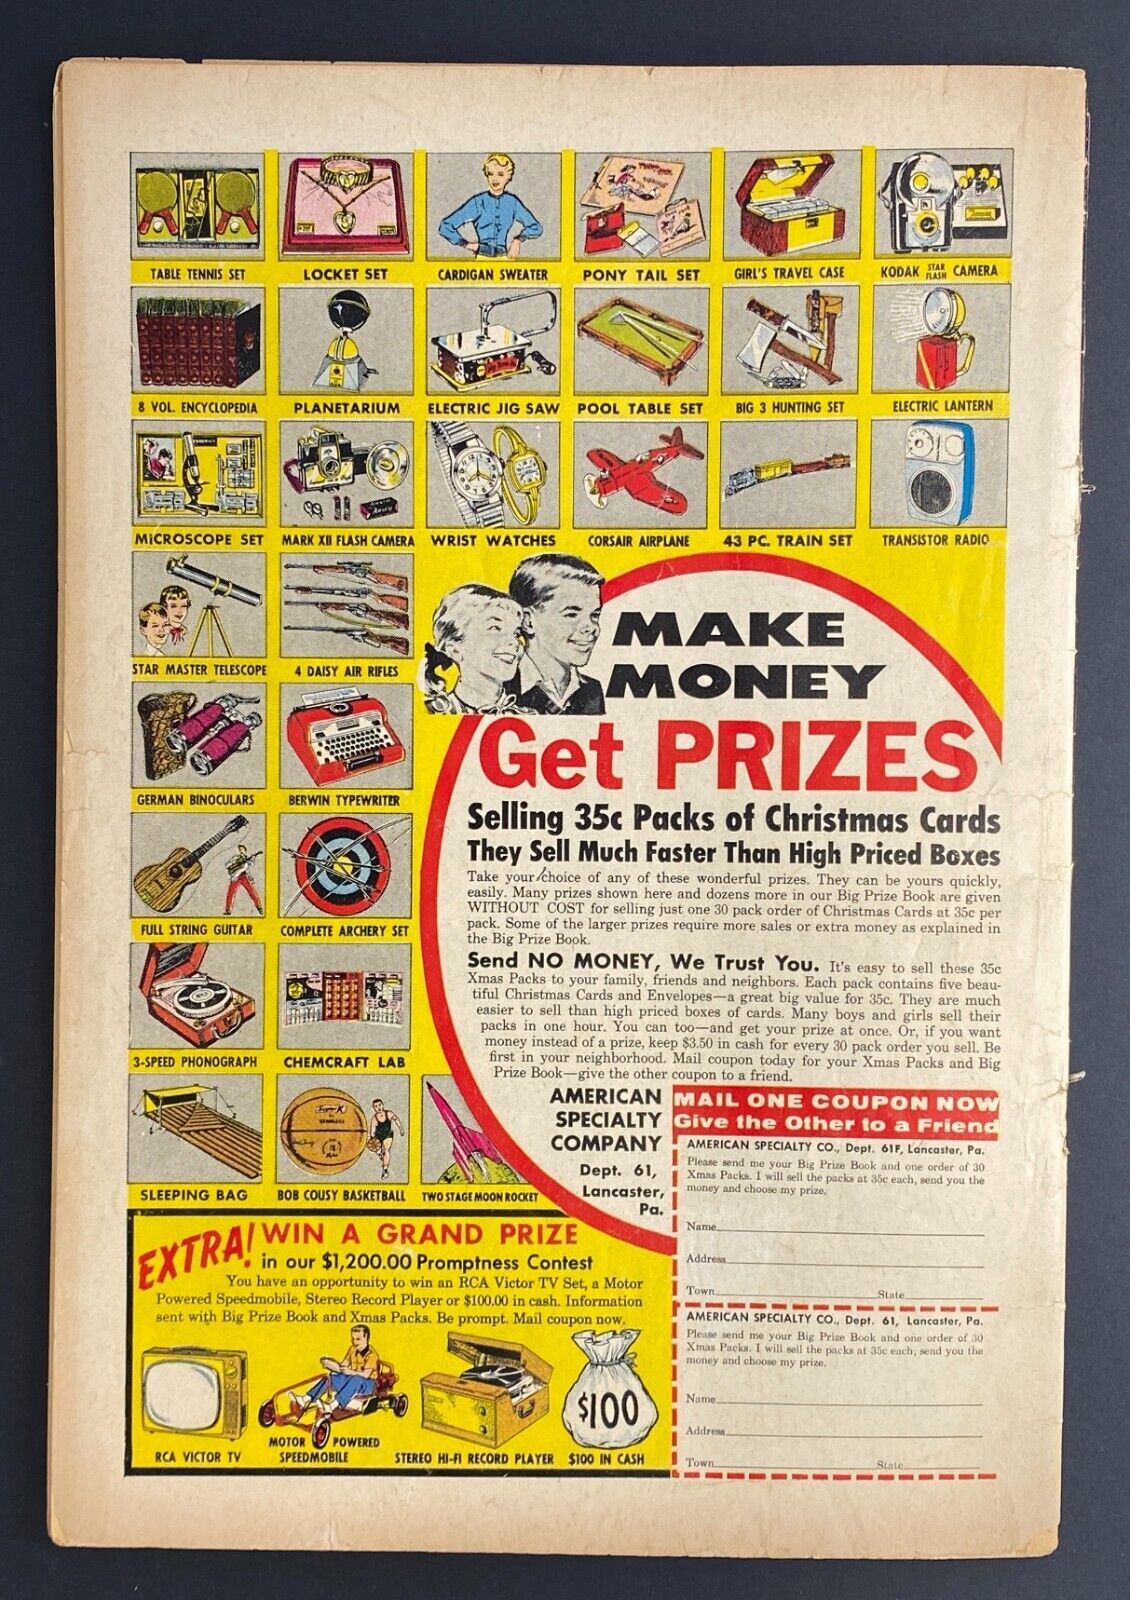 TABLE TENNIS SET
LOCKET SET
CARDIGAN SWEATER
PONY TAIL SET
GIRL'S TRAVEL CASE
KODAK STAR FLASH CAMERA
8 VOL. ENCYCLOPEDIA
PLANETARIUM
ELECTRIC JIG SAW
POOL TABLE SET
BIG 3 HUNTING SET
ELECTRIC LANTERN
MICROSCOPE SET
MARK XII FLASH CAMERA
WRIST WATCHES
CORSAIR AIRPLANE
43 PC. TRAIN SET
TRANSISTOR RADIO
STAR MASTER TELESCOPE
4 DAISY AIR RIFLES
GERMAN BINOCULARS
BERWIN TYPEWRITER
FULL STRING GUITAR
COMPLETE ARCHERY SET
3-SPEED PHONOGRAPH
CHEMCRAFT LAB
SLEEPING BAG
BOB COUSY BASKETBALL
TWO STAGE MOON ROCKET
MAKE
MONEY
Get PRIZES
Selling 35c Packs of Christmas Cards
They Sell Much Faster Than High Priced Boxes
Take your choice of any of these wonderful prizes. They can be yours quickly,
easily. Many prizes shown here and dozens more in our Big Prize Book are given
WITHOUT COST for selling just one 30 pack order of Christmas Cards at 35c per
pack. Some of the larger prizes require more sales or extra money as explained in
the Big Prize Book.
Send NO MONEY, We Trust You. It's easy to sell these 35c
Xmas Packs to your family, friends and neighbors. Each pack contains five beau-
tiful Christmas Cards and Envelopes—a great big value for 35c. They are much
easier to sell than high priced boxes of cards. Many boys and girls sell their
packs in one hour. You can too—and get your prize at once. Or, if you want
money instead of a prize, keep $3.50 in cash for every 30 pack order you sell. Be
first in your neighborhood. Mail coupon today for your Xmas Packs and Big
Prize Book—give the other coupon to a friend.
AMERICAN
SPECIALTY
COMPANY
Dept. 61,
Lancaster,
Pa.
MAIL ONE COUPON NOW
Give the Other to a Friend
AMERICAN SPECIALTY CO., Dept. 61F, Lancaster, Pa.
Please send me your Big Prize Book and one order of 30
Xmas Packs. I will sell the packs at 35c each, send you the
money and choose my prize.
Name
Address
Town State
AMERICAN SPECIALTY CO., Dept. 61, Lancaster, Pa.
Please send me your Big Prize Book and one order of 30
Xmas Packs. I will sell the packs at 35c each, send you the
money and choose my prize.
Name
Address
Town State
EXTRA! WIN A GRAND PRIZE
in our $1,200.00 Promptness Contest
You have an opportunity to win an RCA Victor TV Set, a Motor
Powered Speedmobile, Stereo Record Player or $100.00 in cash. Information
sent with Big Prize Book and Xmas Packs. Be prompt. Mail coupon now.
$100
RCA VICTOR TV
MOTOR POWERED
SPEEDMOBILE
STEREO HI-FI RECORD PLAYER
$100 IN CASH